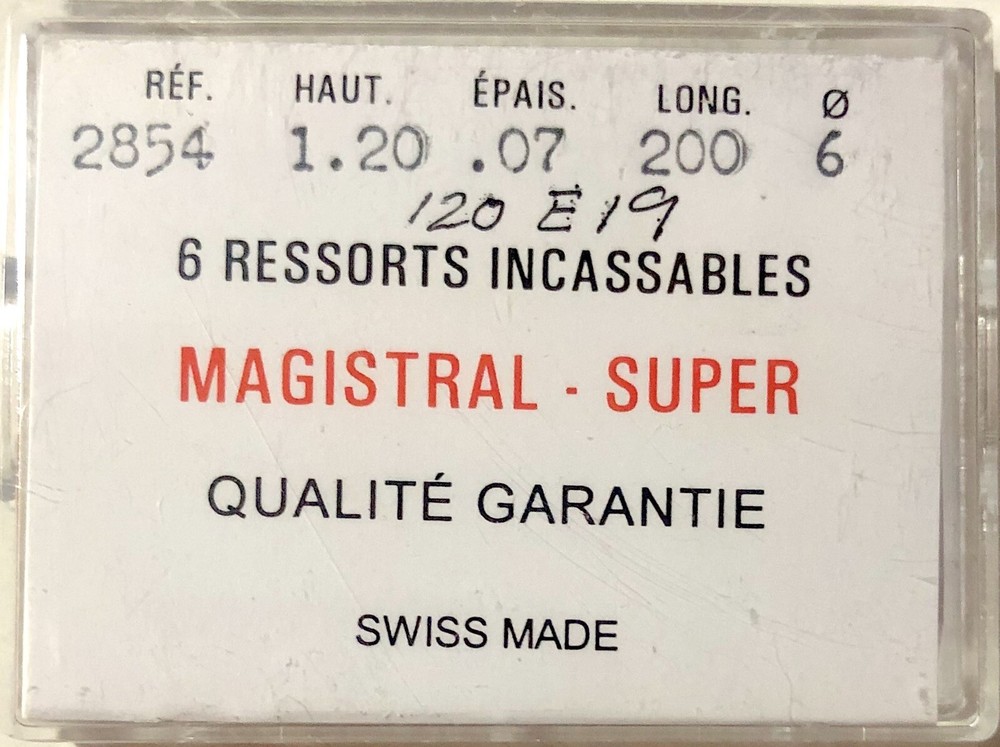 RÉF. HAUT. ÉPAIS. LONG. Ø
2854 1.20 .07 200 6
120 E 19
6 RESSORTS INCASSABLES
MAGISTRAL - SUPER
QUALITÉ GARANTIE
SWISS MADE